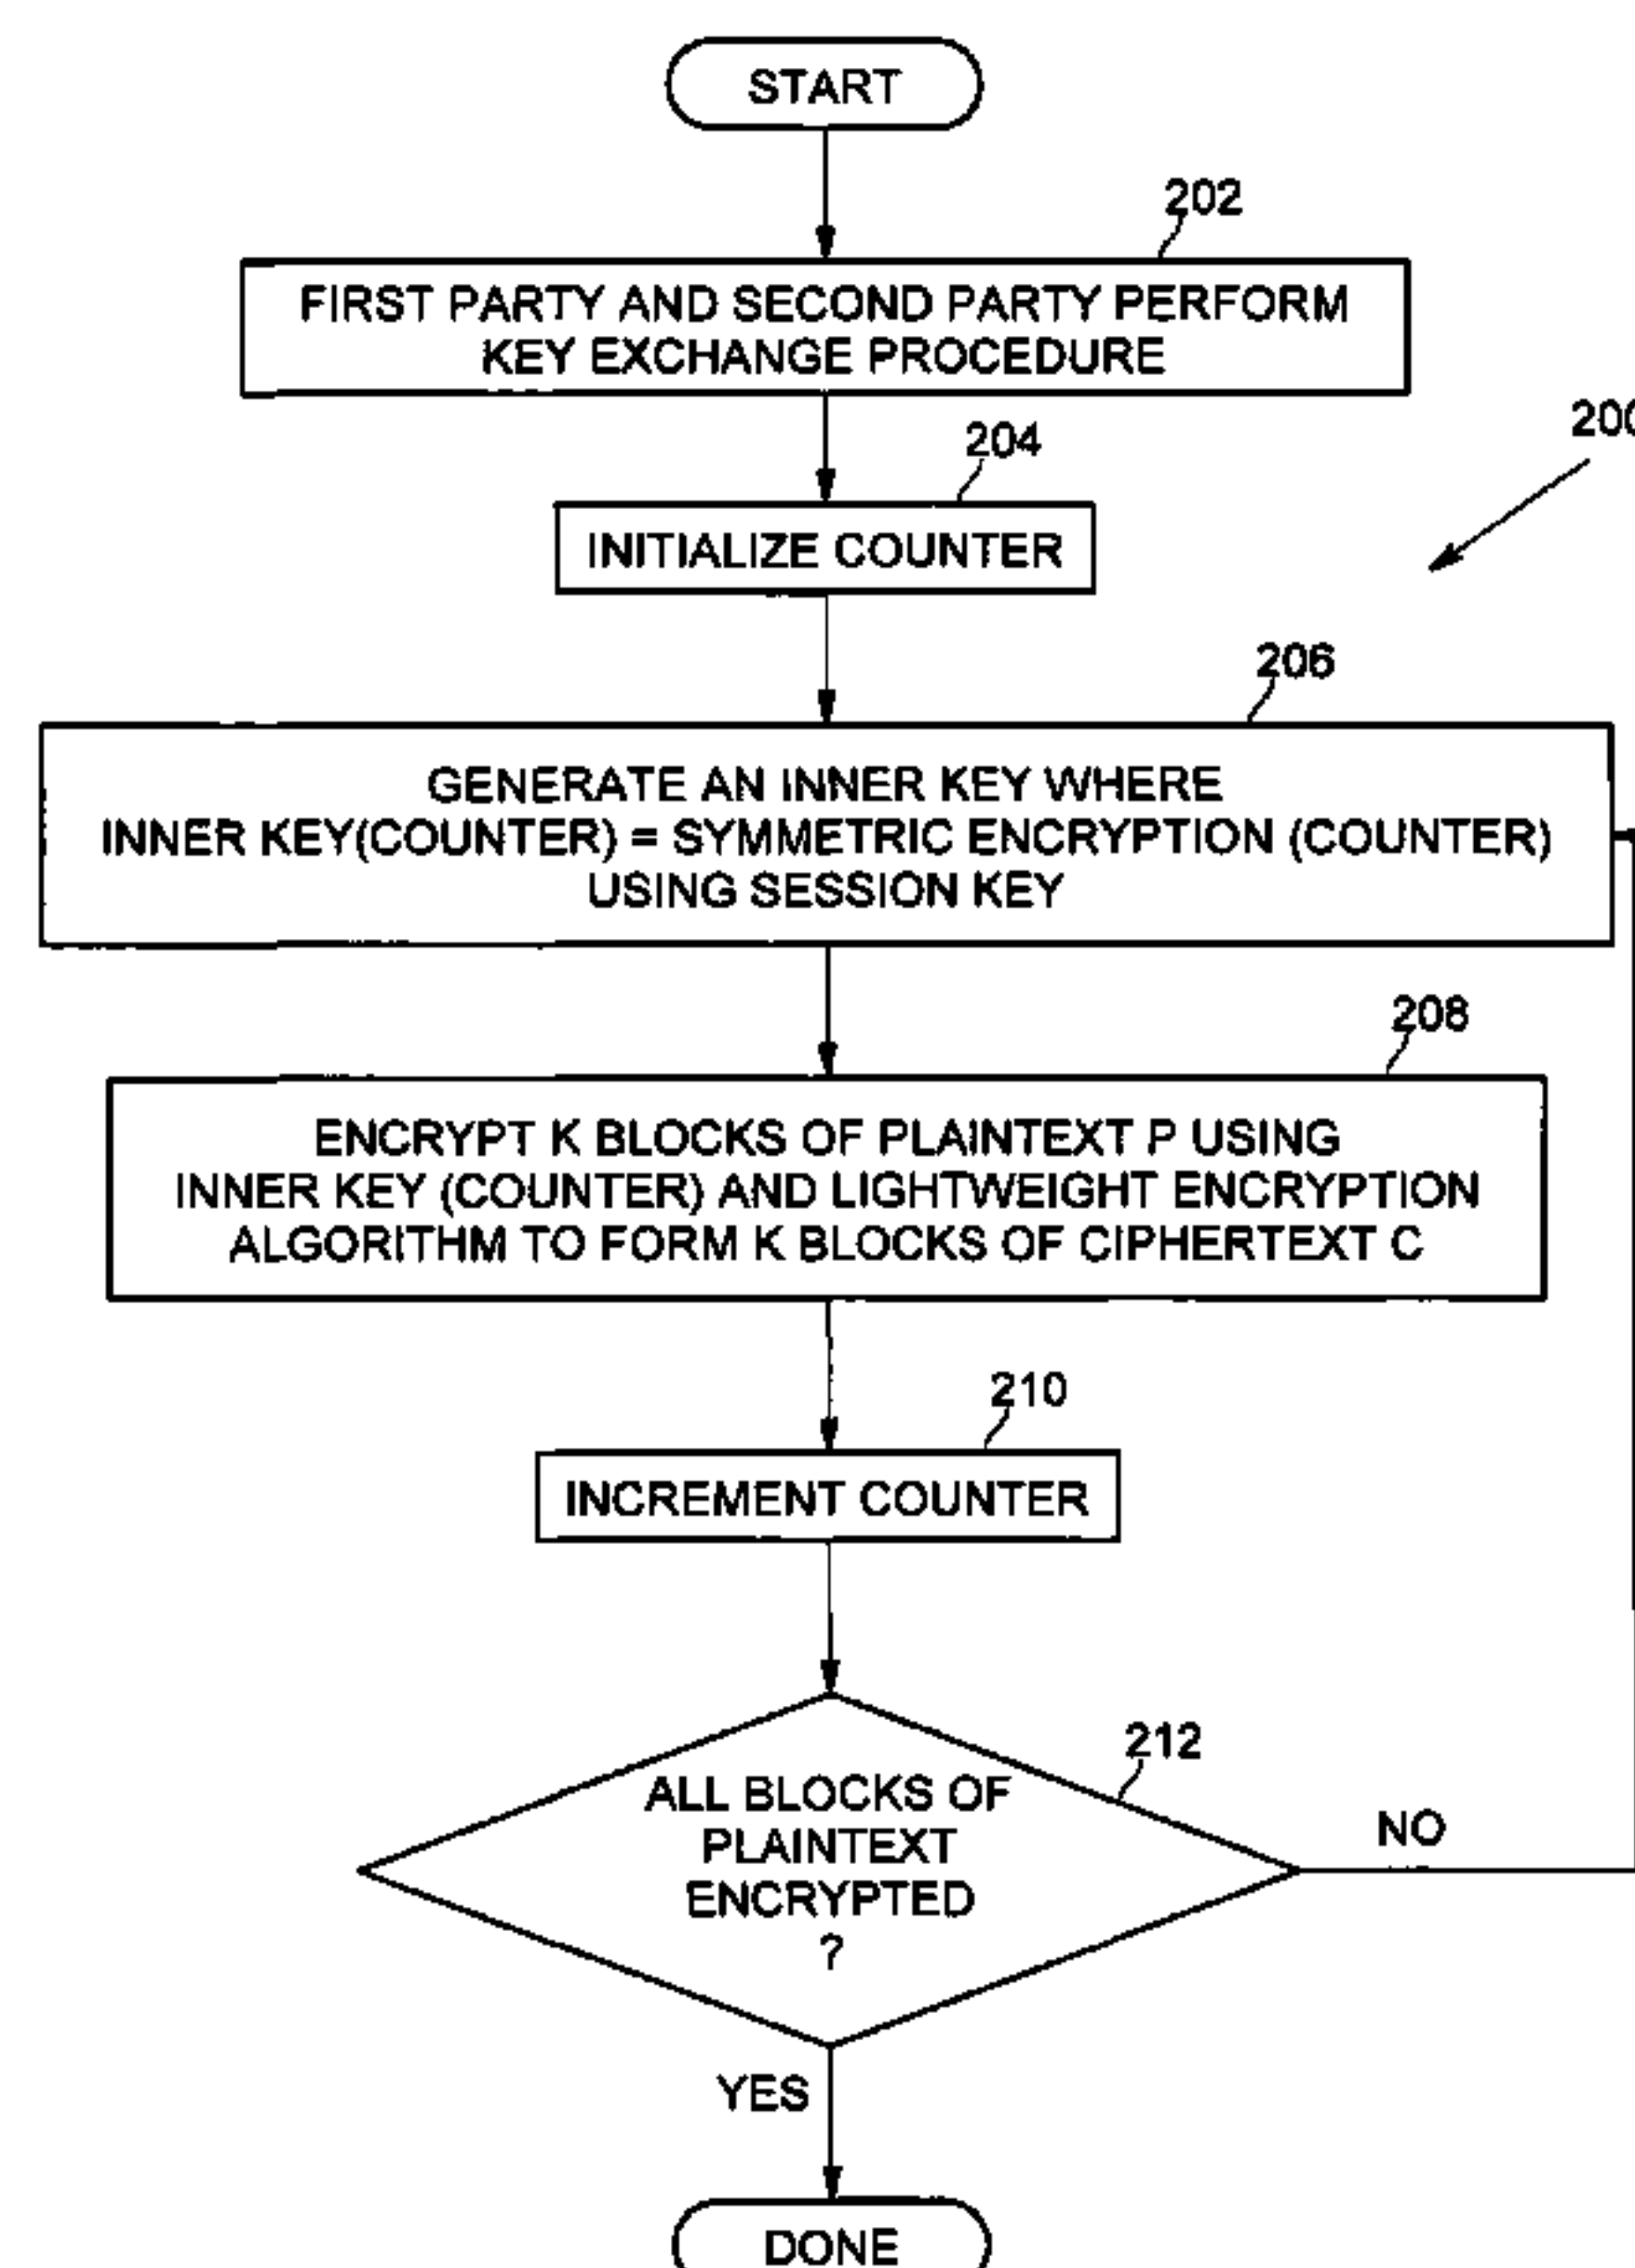 START
202
FIRST PARTY AND SECOND PARTY PERFORM
KEY EXCHANGE PROCEDURE
204
INITIALIZE COUNTER
200
206
GENERATE AN INNER KEY WHERE
INNER KEY(COUNTER) = SYMMETRIC ENCRYPTION (COUNTER)
USING SESSION KEY
208
ENCRYPT K BLOCKS OF PLAINTEXT P USING
INNER KEY (COUNTER) AND LIGHTWEIGHT ENCRYPTION
ALGORITHM TO FORM K BLOCKS OF CIPHERTEXT C
210
INCREMENT COUNTER
212
ALL BLOCKS OF
PLAINTEXT
ENCRYPTED
?
NO
YES
DONE